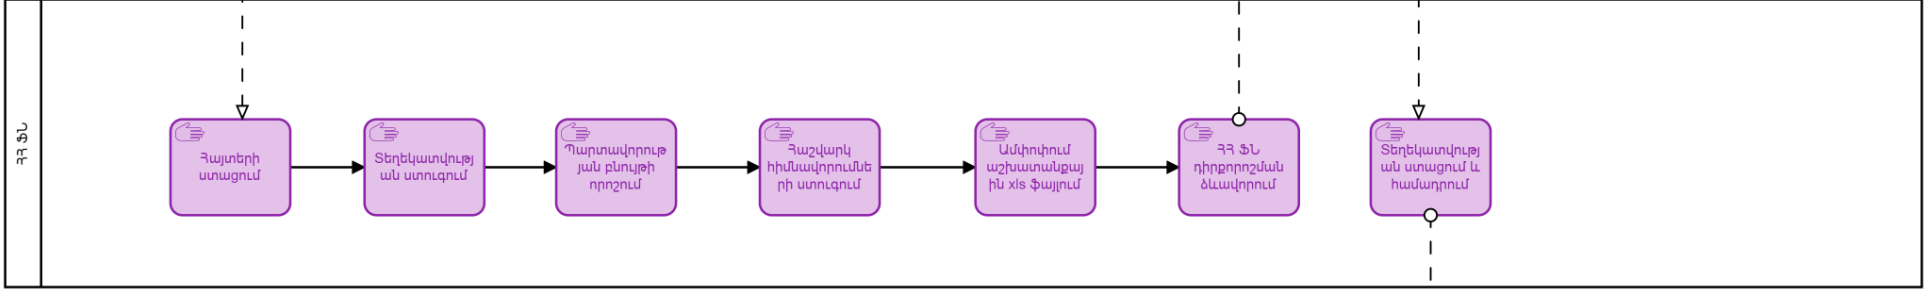 ՀՀ ՖՆ
Հայտերի
ստացում
Տեղեկատվությ
ան ստուգում
Պարտավորութ
յան բնույթի
որոշում
Հաշվարկ
հիմնավորումնե
րի ստուգում
Ամփոփում
աշխատանքայ
ին xls ֆայլում
ՀՀ ՖՆ
դիրքորոշման
ձևավորում
Տեղեկատվությ
ան ստացում և
համադրում